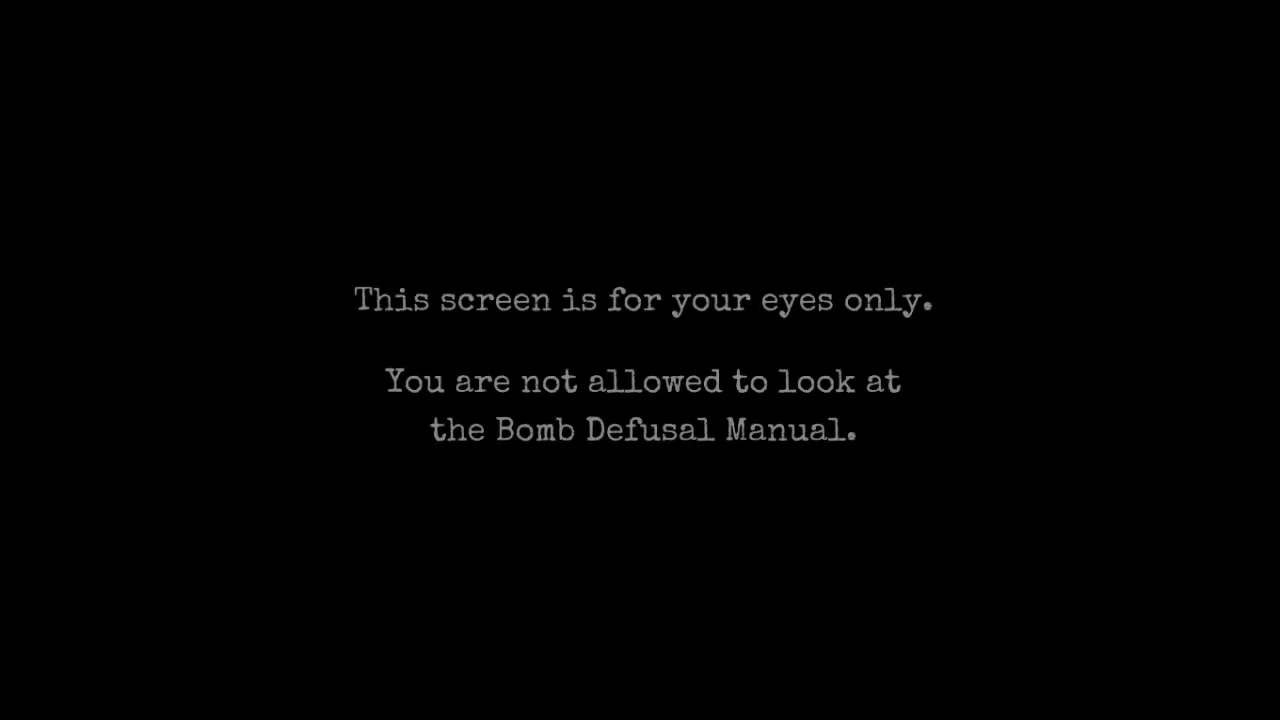 This screen is for your eyes only.
You are not allowed to look at
the Bomb Defusal Manual.